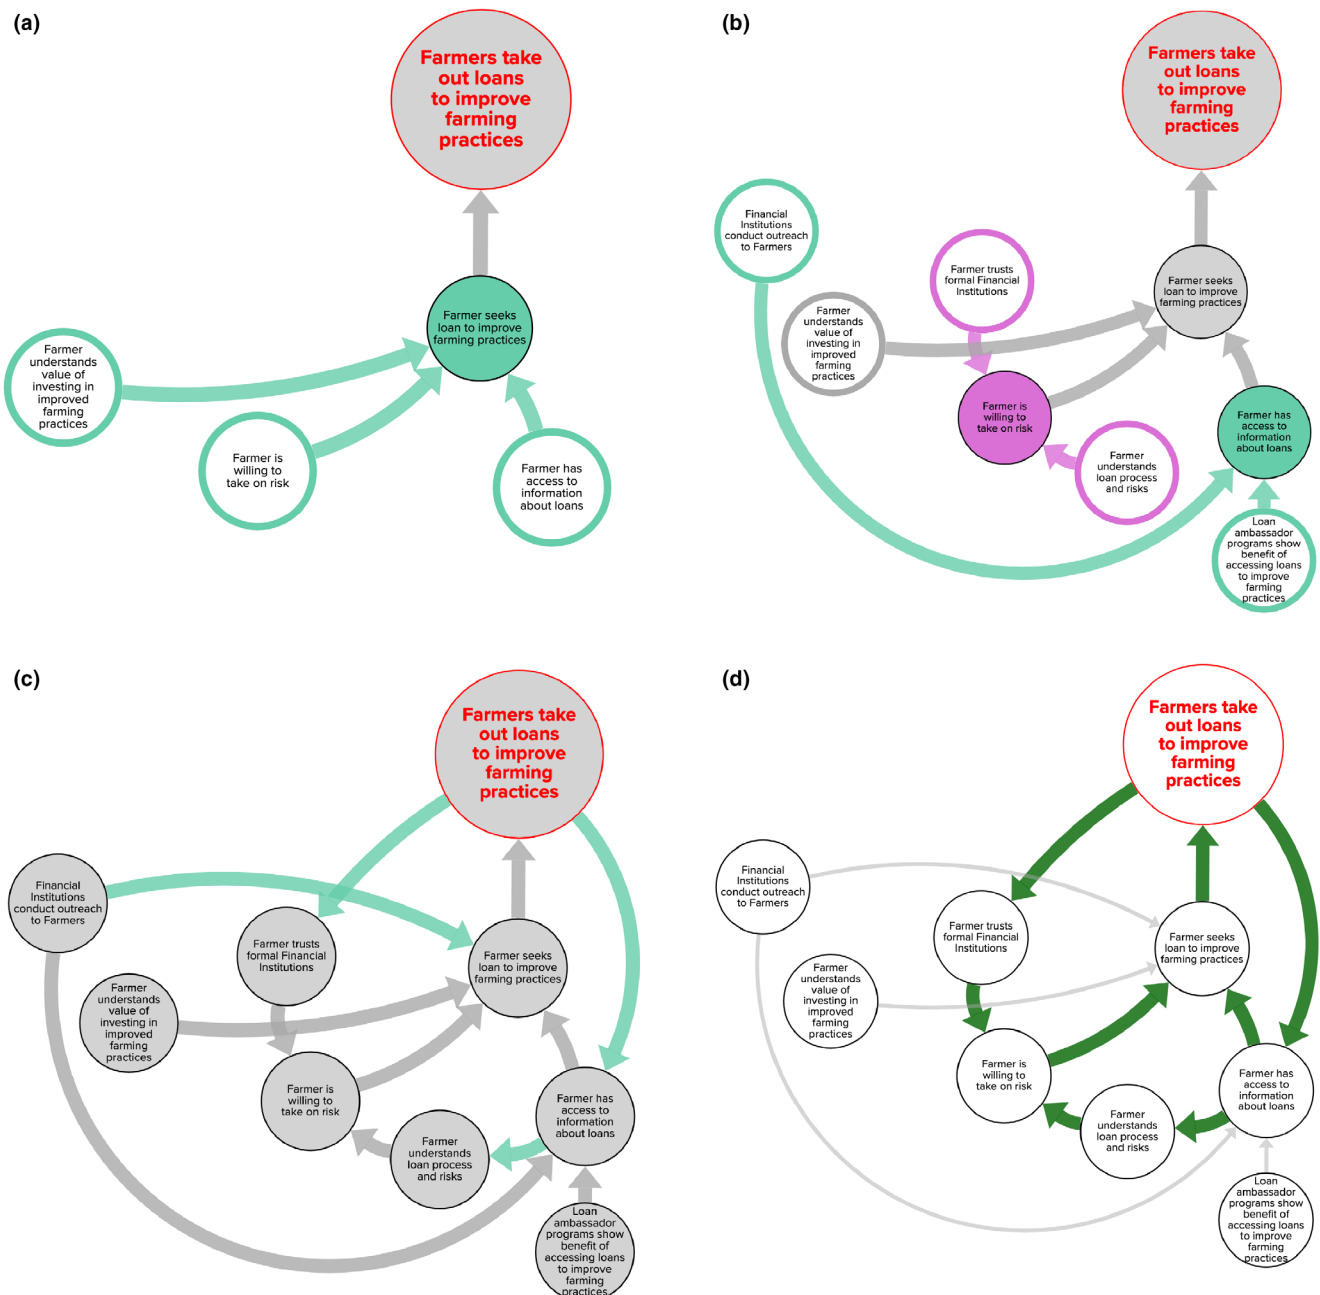 (a)
Farmers take
out loans
to improve
farming
practices
Farmer seeks
loan to improve
farming practices
Farmer
understands
value of
investing in
improved
farming
practices
Farmer is
willing to
take on risk
Farmer has
access to
information
about loans
(b)
Farmers take
out loans
to improve
farming
practices
Financial
Institutions
conduct outreach
to Farmers
Farmer trusts
formal Financial
Institutions
Farmer seeks
loan to improve
farming practices
Farmer
understands
value of
investing in
improved
farming
practices
Farmer is
willing to
take on risk
Farmer has
access to
information
about loans
Farmer
understands
loan process
and risks
Loan
ambassador
programs show
benefit of
accessing loans
to improve
farming
practices
(c)
Farmers take
out loans
to improve
farming
practices
Financial
Institutions
conduct outreach
to Farmers
Farmer trusts
formal Financial
Institutions
Farmer seeks
loan to improve
farming practices
Farmer
understands
value of
investing in
improved
farming
practices
Farmer is
willing to
take on risk
Farmer has
access to
information
about loans
Farmer
understands
loan process
and risks
Loan
ambassador
programs show
benefit of
accessing loans
to improve
farming
practices
(d)
Farmers take
out loans
to improve
farming
practices
Financial
Institutions
conduct outreach
to Farmers
Farmer trusts
formal Financial
Institutions
Farmer seeks
loan to improve
farming practices
Farmer
understands
value of
investing in
improved
farming
practices
Farmer is
willing to
take on risk
Farmer has
access to
information
about loans
Farmer
understands
loan process
and risks
Loan
ambassador
programs show
benefit of
accessing loans
to improve
farming
practices